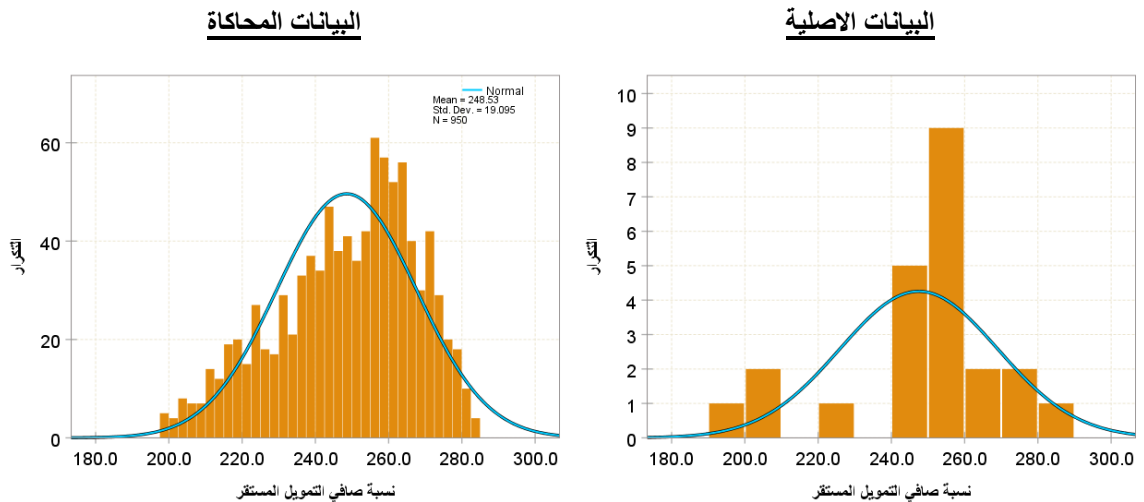 البيانات الاصلية
10
9
8
7
6
5
4
3
2
1
0
180.0 200.0 220.0 240.0 260.0 280.0 300.0
التكرار
نسبة صافي التمويل المستقر
البيانات المحاكاة
Normal
Mean = 248.53
Std. Dev. = 19.095
N = 950
60
40
20
0
180.0 200.0 220.0 240.0 260.0 280.0 300.0
التكرار
نسبة صافي التمويل المستقر